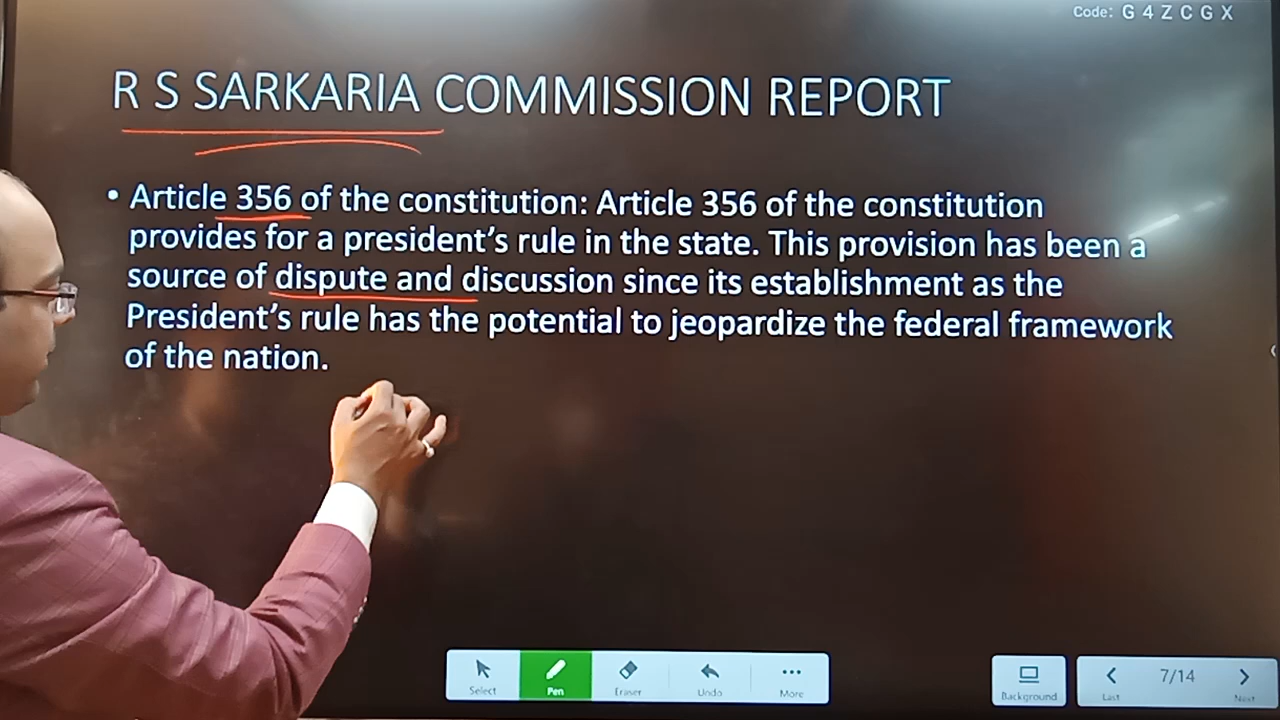 Code: G 4 Z C G X
R S SARKARIA COMMISSION REPORT
• Article 356 of the constitution: Article 356 of the constitution
provides for a president's rule in the state. This provision has been a
source of dispute and discussion since its establishment as the
President's rule has the potential to jeopardize the federal framework
of the nation.
Select Pen Eraser Undo More Background Last 7/14 Next